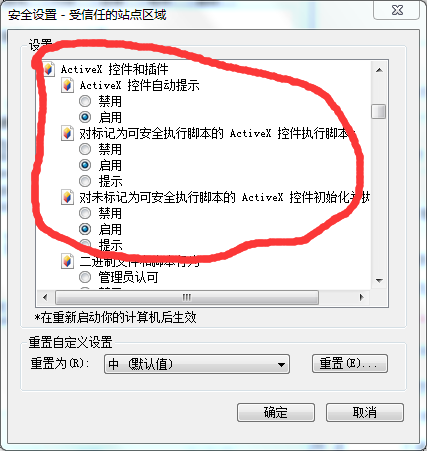 安全设置 - 受信任的站点区域
设置
ActiveX 控件和插件
ActiveX 控件自动提示
禁用
启用
对标记为可安全执行脚本的 ActiveX 控件执行脚本*
禁用
启用
提示
对未标记为可安全执行脚本的 ActiveX 控件初始化并执
禁用
启用
提示
二进制文件和脚本行为
管理员认可
*在重新启动你的计算机后生效
重置自定义设置
重置为(R):
中 (默认值)
重置(E)...
确定
取消